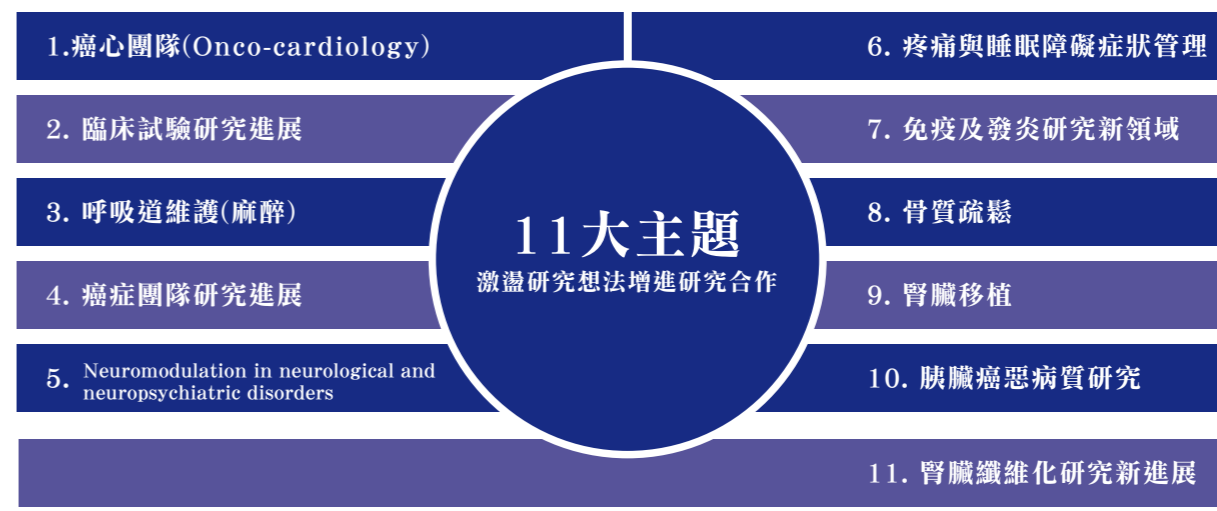 1.癌心團隊(Onco-cardiology)
2. 臨床試驗研究進展
3. 呼吸道維護(麻醉)
4. 癌症團隊研究進展
5. Neuromodulation in neurological and
neuropsychiatric disorders
11大主題
激盪研究想法增進研究合作
6. 疼痛與睡眠障礙症狀管理
7. 免疫及發炎研究新領域
8. 骨質疏鬆
9. 腎臟移植
10. 胰臟癌惡病質研究
11. 腎臟纖維化研究新進展